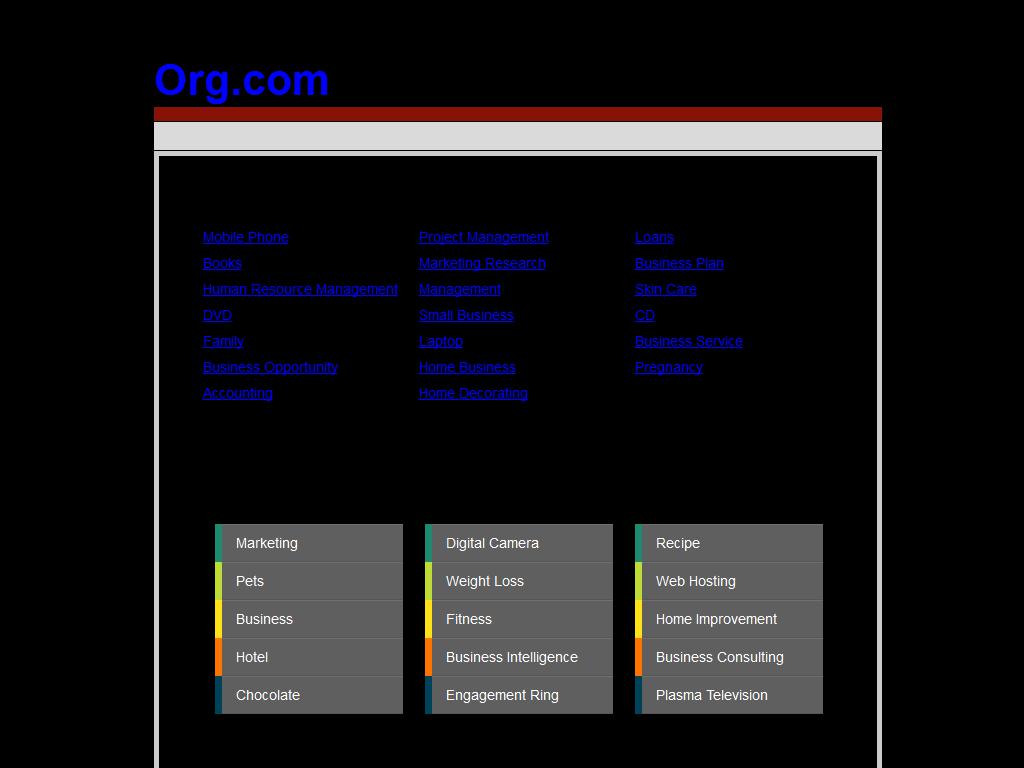 Org.com
Mobile Phone
Books
Human Resource Management
DVD
Family
Business Opportunity
Accounting
Project Management
Marketing Research
Management
Small Business
Laptop
Home Business
Home Decorating
Loans
Business Plan
Skin Care
CD
Business Service
Pregnancy
Marketing
Pets
Business
Hotel
Chocolate
Digital Camera
Weight Loss
Fitness
Business Intelligence
Engagement Ring
Recipe
Web Hosting
Home Improvement
Business Consulting
Plasma Television